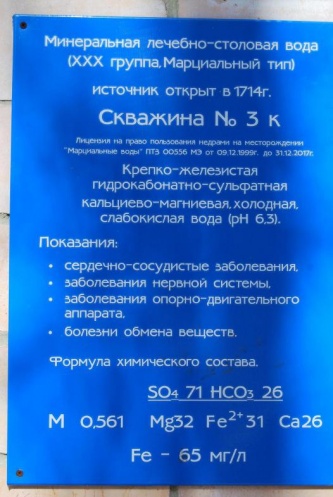 Минеральная лечебно-столовая вода
(XXX группа, Марциальный тип)
источник открыт в 1714г.
Скважина № 3 к
Лицензия на право пользования недрами на месторождении
"Марциальные воды" ПТЗ 00556 МЭ от 09.12.1999г. до 31.12.2017г.
Крепко-железистая
гидрокабонатно-сульфатная
кальциево-магниевая, холодная,
слабокислая вода (pH 6,3).
Показания:
• сердечно-сосудистые заболевания,
• заболевания нервной системы,
• заболевания опорно-двигательного
аппарата,
• болезни обмена веществ.
Формула химического состава.
SO4 71 HCO3 26
М 0,561 Mg32 Fe2+31 Ca26
Fe - 65 мг/л